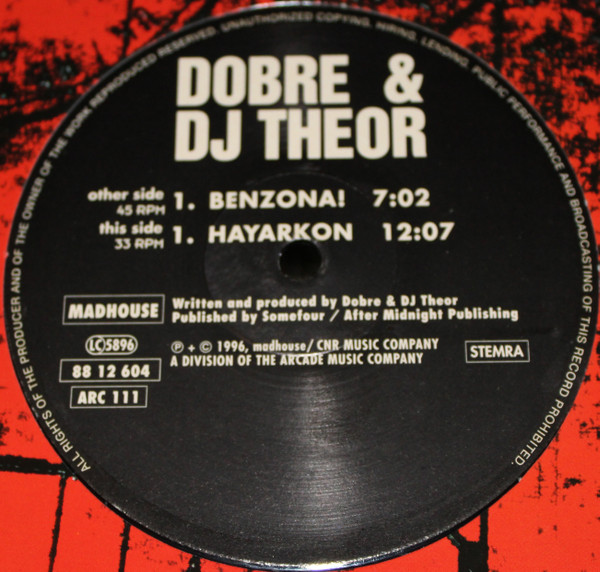 ALL RIGHTS OF THE PRODUCER AND OF THE OWNER OF THE WORK REPRODUCED RESERVED. UNAUTHORIZED COPYING, HIRING, LENDING, PUBLIC PERFORMANCE AND BROADCASTING OF THIS RECORD PROHIBITED.
DOBRE &
DJ THEOR
other side 1. BENZONA! 7:02
45 RPM
this side 1. HAYARKON 12:07
33 RPM
MADHOUSE Written and produced by Dobre & DJ Theor
Published by Somefour / After Midnight Publishing
LC 5896 ℗ + © 1996, madhouse/ CNR MUSIC COMPANY
A DIVISION OF THE ARCADE MUSIC COMPANY
STEMRA
88 12 604
ARC 111